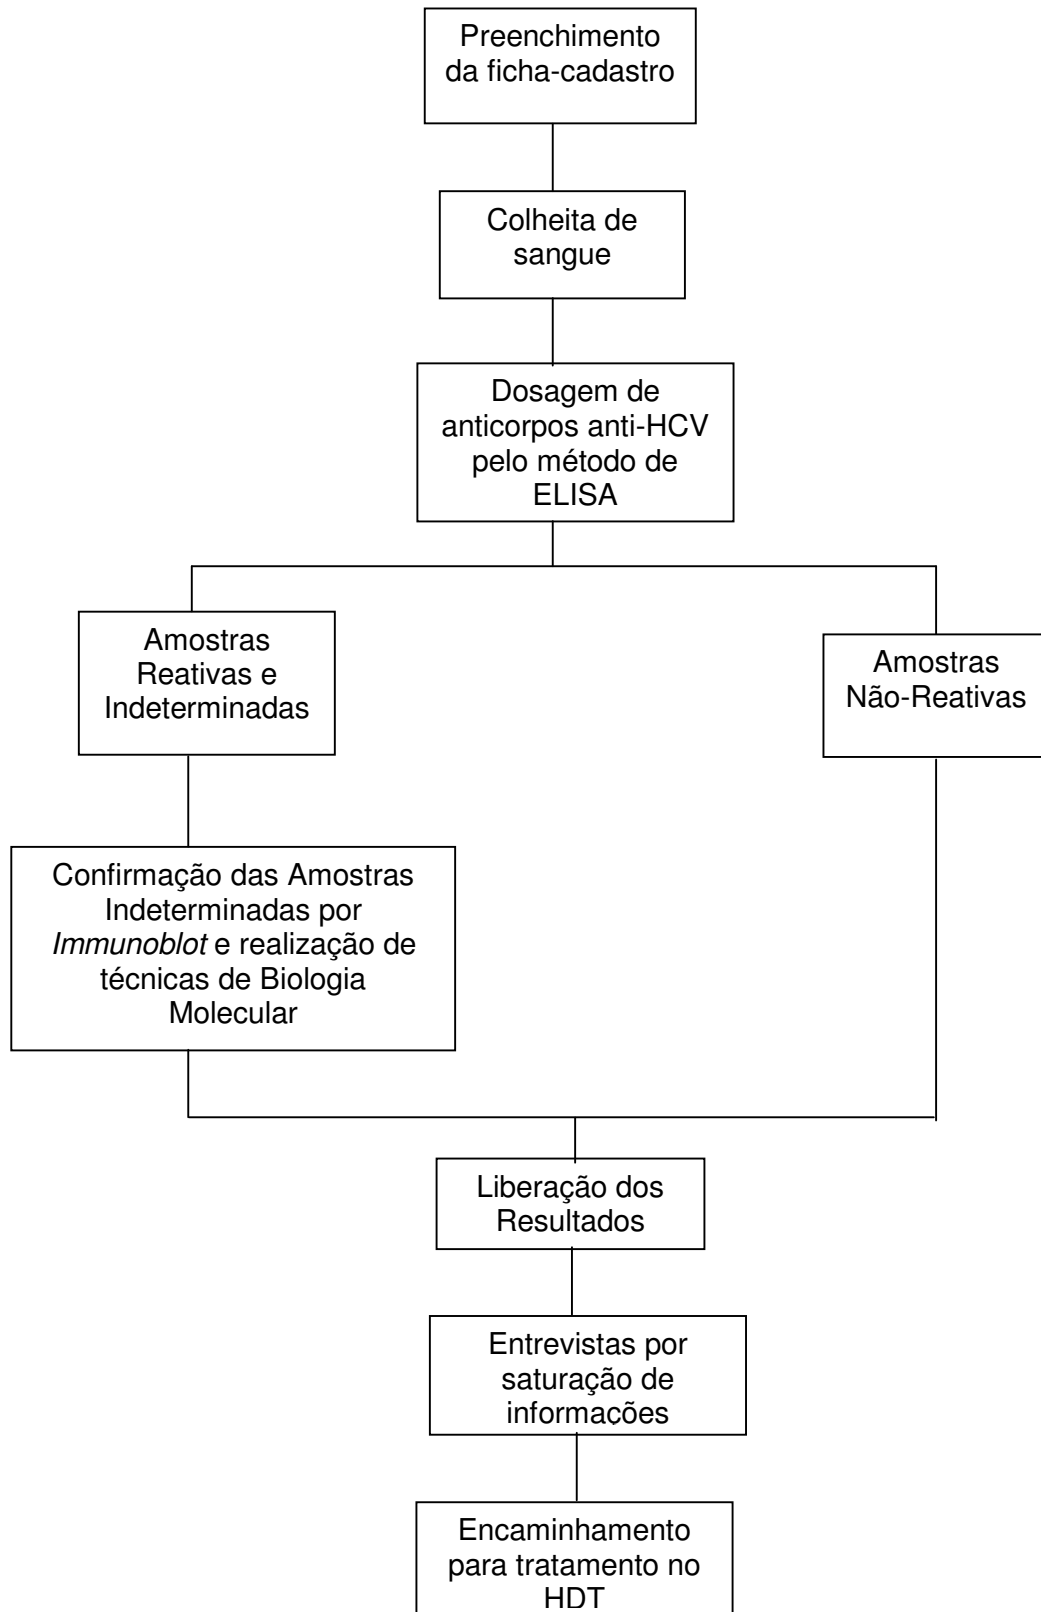 Preenchimento
da ficha-cadastro
Colheita de
sangue
Dosagem de
anticorpos anti-HCV
pelo método de
ELISA
Amostras
Reativas e
Indeterminadas
Amostras
Não-Reativas
Confirmação das Amostras
Indeterminadas por
Immunoblot e realização de
técnicas de Biologia
Molecular
Liberação dos
Resultados
Entrevistas por
saturação de
informações
Encaminhamento
para tratamento no
HDT